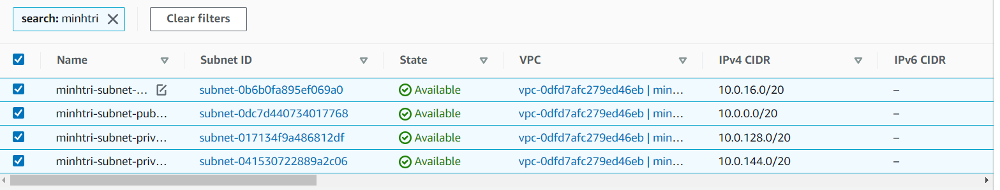 search: minhtri Clear filters
Name Subnet ID State VPC IPv4 CIDR IPv6 CIDR
minhtri-subnet-... subnet-0b6b0fa895ef069a0 Available vpc-0dfd7afc279ed46eb | min... 10.0.16.0/20 –
minhtri-subnet-pub... subnet-0dc7d440734017768 Available vpc-0dfd7afc279ed46eb | min... 10.0.0.0/20 –
minhtri-subnet-priv... subnet-017134f9a486812df Available vpc-0dfd7afc279ed46eb | min... 10.0.128.0/20 –
minhtri-subnet-priv... subnet-041530722889a2c06 Available vpc-0dfd7afc279ed46eb | min... 10.0.144.0/20 –